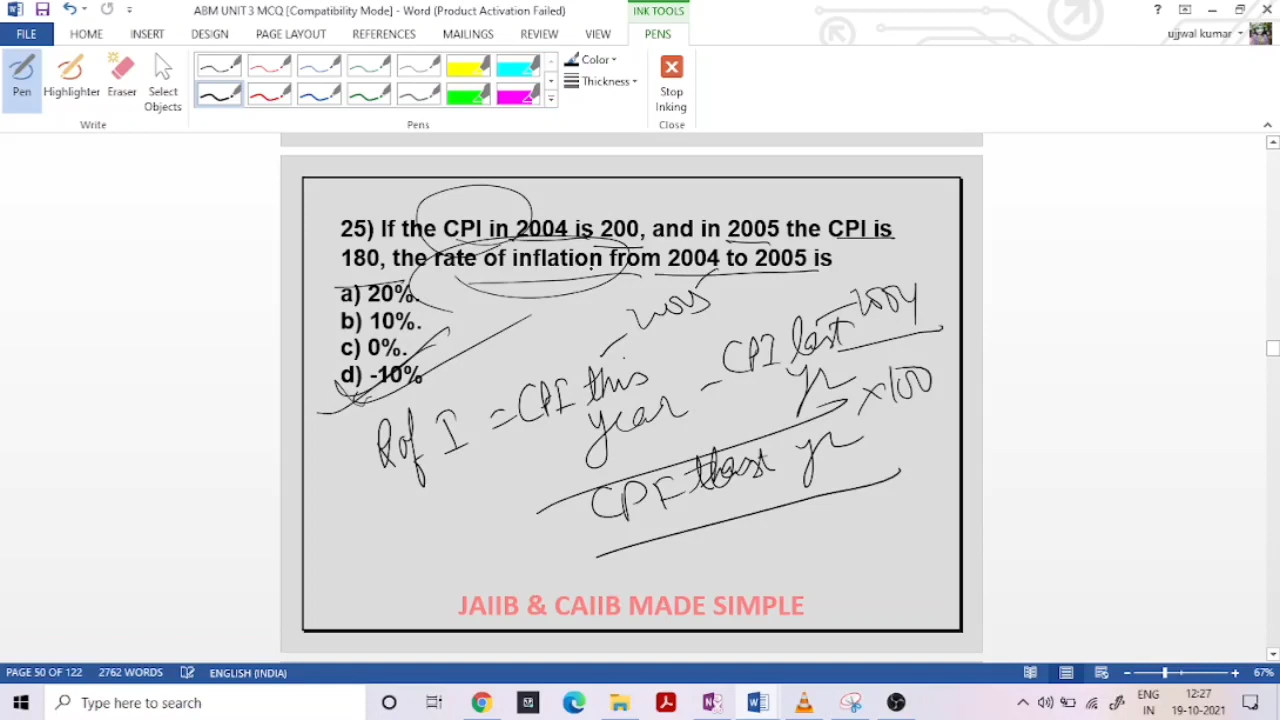 ABM UNIT 3 MCQ [Compatibility Mode] - Word (Product Activation Failed)
INK TOOLS
?
FILE
HOME
INSERT
DESIGN
PAGE LAYOUT
REFERENCES
MAILINGS
REVIEW
VIEW
PENS
ujjwal kumar
Pen
Highlighter
Eraser
Select
Objects
Color
Thickness
Stop
Inking
Write
Pens
Close
25) If the CPI in 2004 is 200, and in 2005 the CPI is
180, the rate of inflation from 2004 to 2005 is
a) 20%.
b) 10%.
c) 0%.
d) -10%
2005
2004
R of I = CPI this year - CPI last yr × 100
last yr
JAIIB & CAIIB MADE SIMPLE
PAGE 50 OF 122
2762 WORDS
ENGLISH (INDIA)
67%
Type here to search
ENG
IN
12:27
19-10-2021